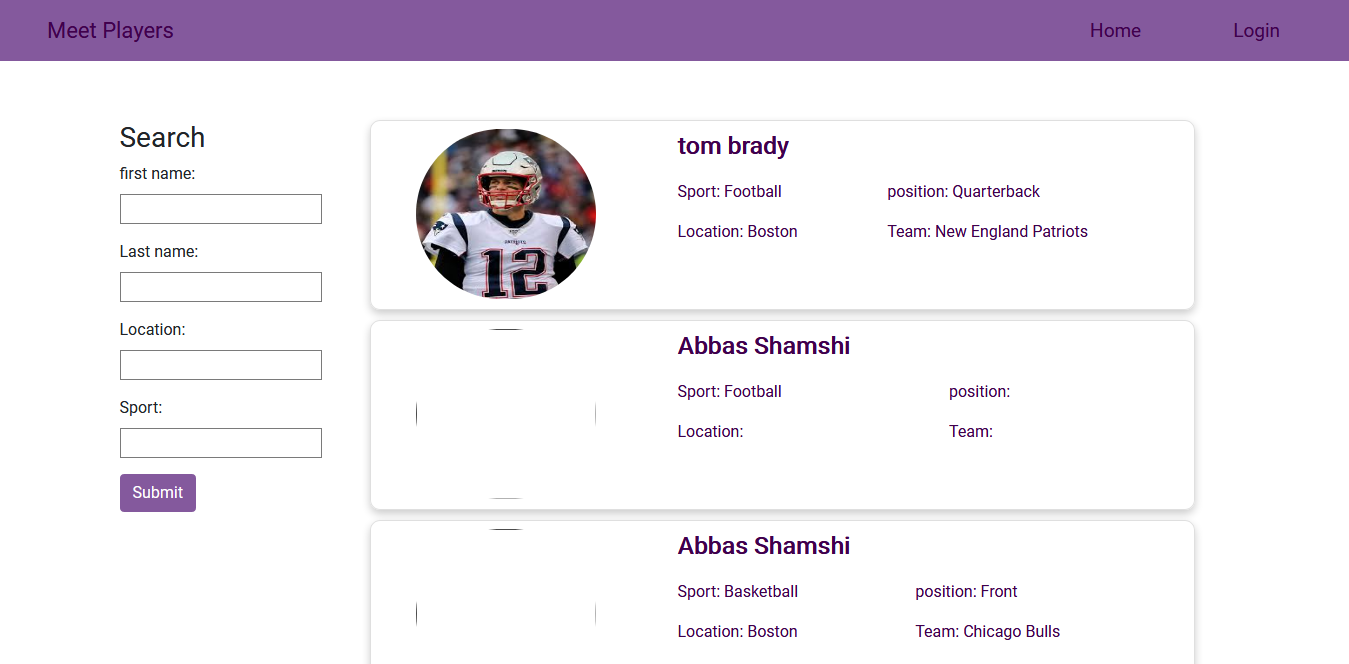 Meet Players
Home
Login
Search
first name:
Last name:
Location:
Sport:
Submit
tom brady
Sport: Football
position: Quarterback
Location: Boston
Team: New England Patriots
PATRIOTS
12
Abbas Shamshi
Sport: Football
position:
Location:
Team:
Abbas Shamshi
Sport: Basketball
position: Front
Location: Boston
Team: Chicago Bulls